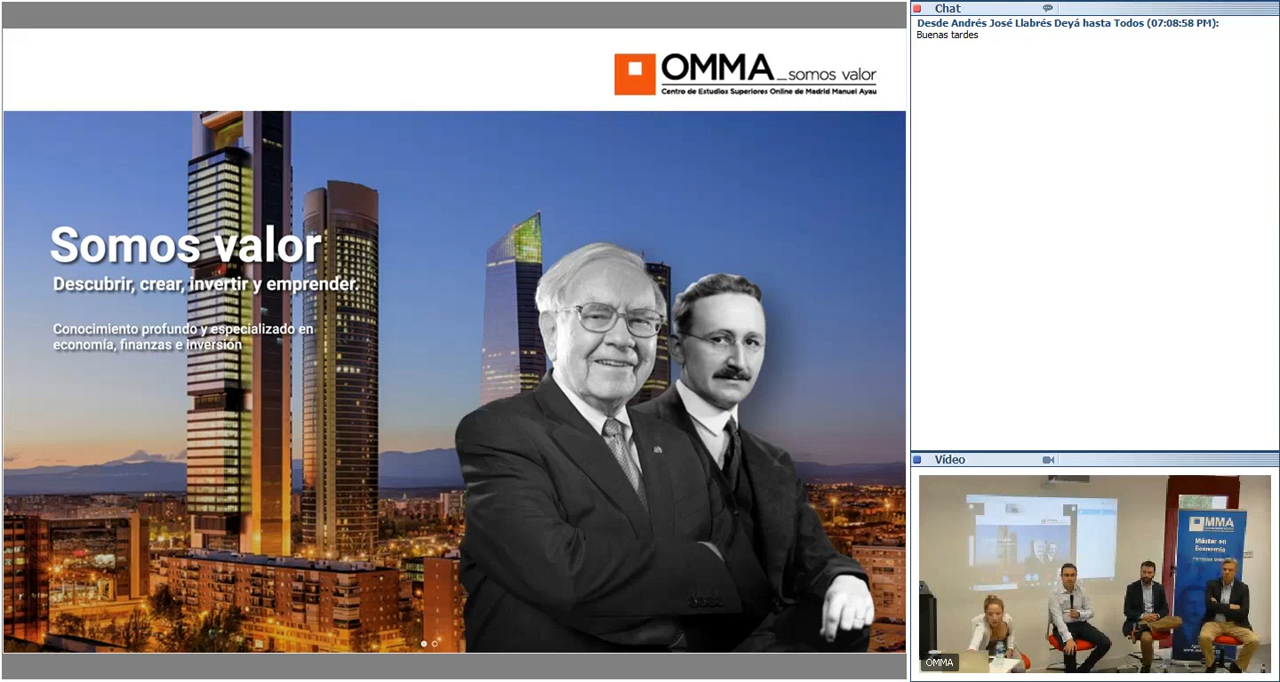 OMMA_somos valor
Centro de Estudios Superiores Online de Madrid Manuel Ayau
Somos valor
Descubrir, crear, invertir y emprender.
Conocimiento profundo y especializado en
economía, finanzas e inversión
Chat
Desde Andrés José Llabrés Deyá hasta Todos (07:08:58 PM):
Buenas tardes
Vídeo
OMMA
Máster en
Economía
OMMA